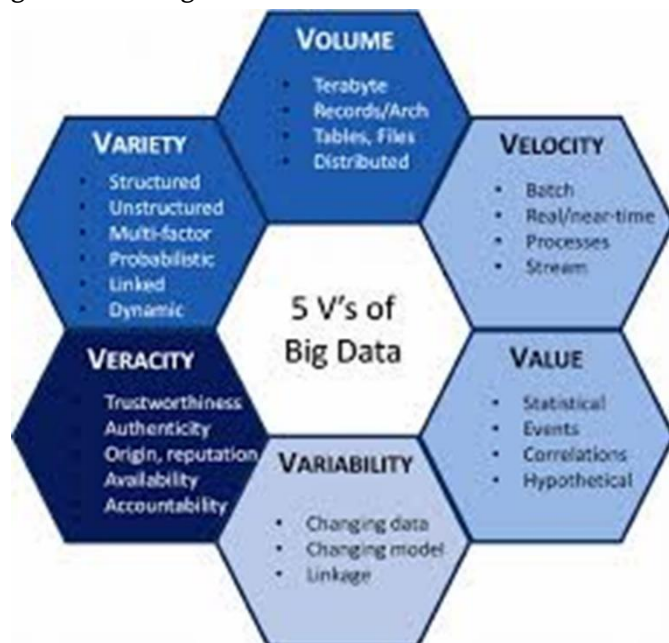 VOLUME
Terabyte
Records/Arch
Tables, Files
Distributed
VARIETY
Structured
Unstructured
Multi-factor
Probabilistic
Linked
Dynamic
VELOCITY
Batch
Real/near-time
Processes
Stream
5 V's of
Big Data
VERACITY
Trustworthiness
Authenticity
Origin, reputation
Availability
Accountability
VALUE
Statistical
Events
Correlations
Hypothetical
VARIABILITY
Changing data
Changing model
Linkage